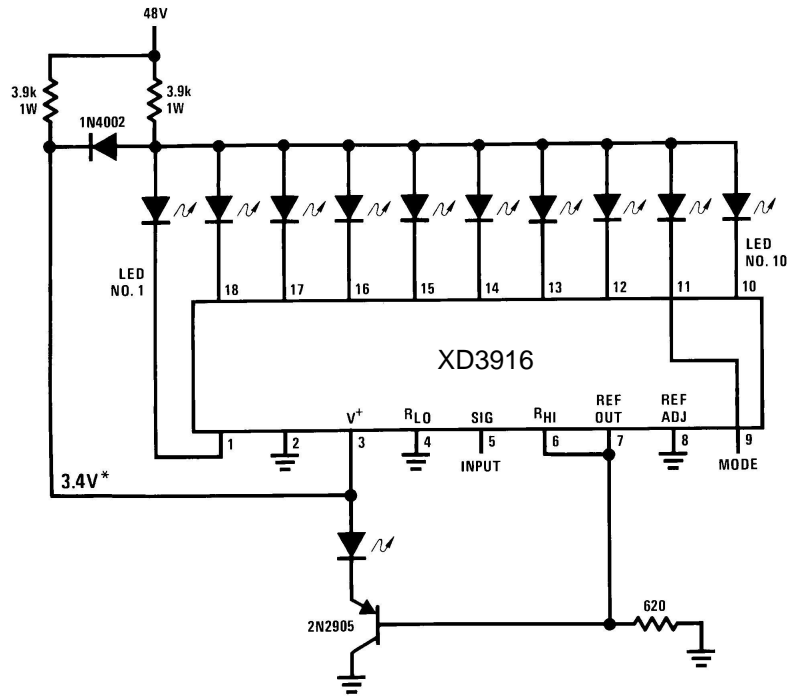 48V
3.9k
1W
3.9k
1W
1N4002
LED
NO. 1
LED
NO. 10
18
17
16
15
14
13
12
11
10
XD3916
V+
RLO
SIG
RHI
REF
OUT
REF
ADJ
1
2
3
4
5
6
7
8
9
INPUT
MODE
3.4V*
2N2905
620